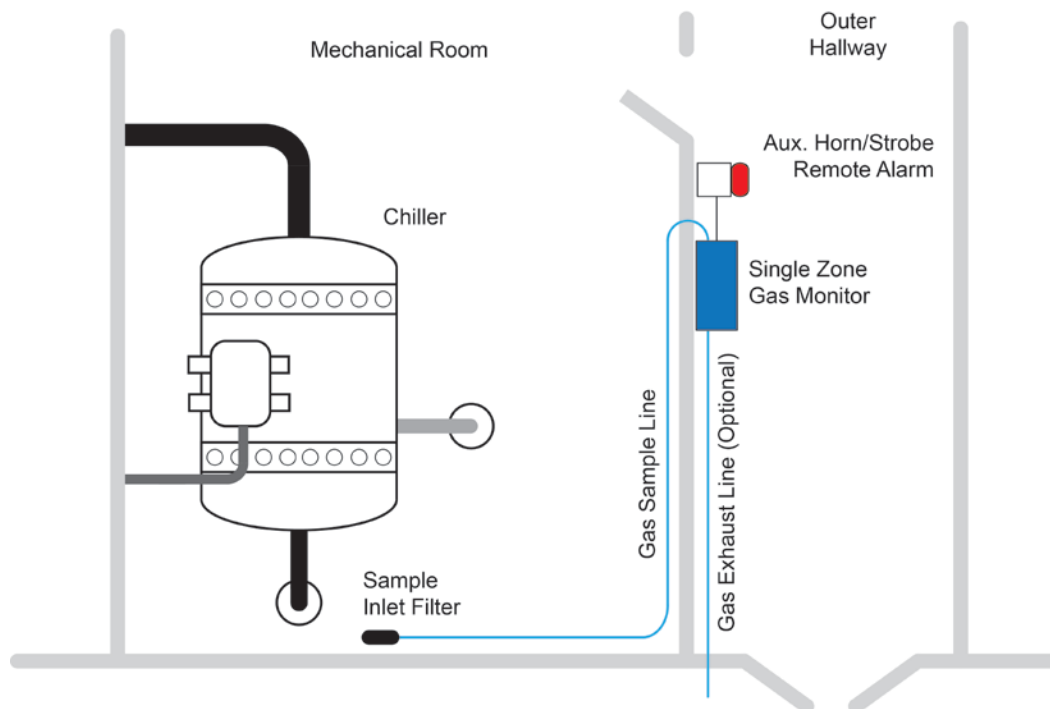 Mechanical Room
Outer
Hallway
Aux. Horn/Strobe
Remote Alarm
Chiller
Single Zone
Gas Monitor
Gas Sample Line
Gas Exhaust Line (Optional)
Sample
Inlet Filter